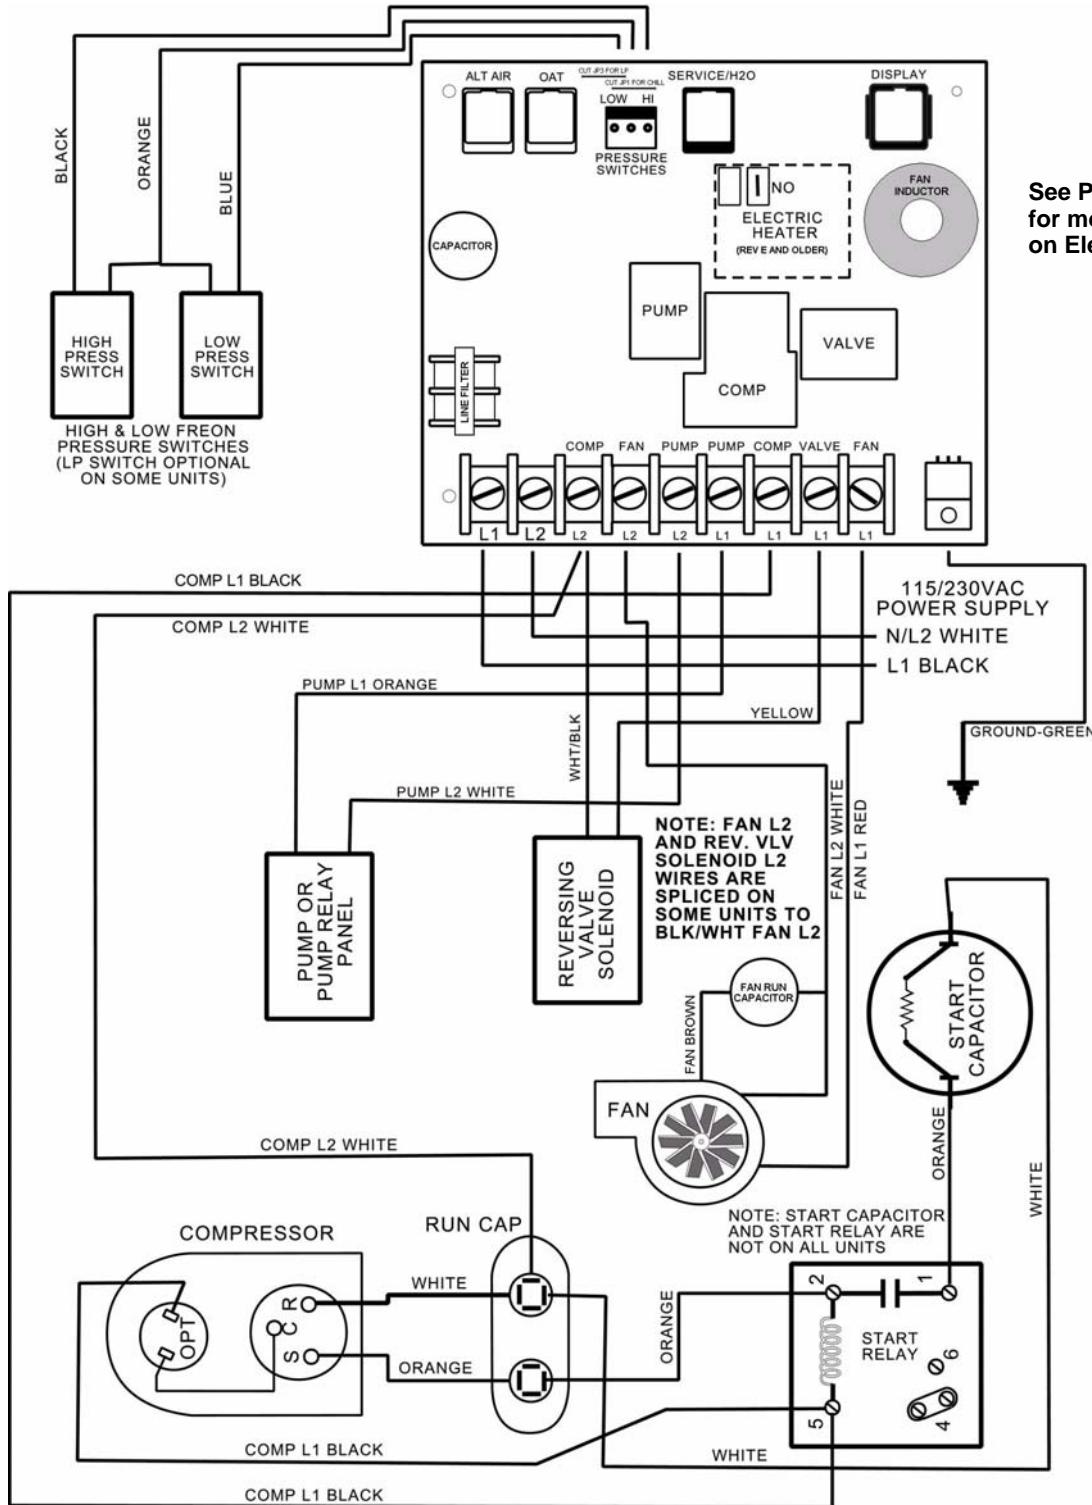 BLACK
ORANGE
BLUE
ALT AIR
OAT
CUT JP3 FOR LP
CUT JP1 FOR CHILL
LOW HI
PRESSURE
SWITCHES
SERVICE/H2O
DISPLAY
NO
ELECTRIC
HEATER
(REV E AND OLDER)
FAN
INDUCTOR
See P
for mo
on Ele
CAPACITOR
PUMP
COMP
VALVE
LINE FILTER
HIGH
PRESS
SWITCH
LOW
PRESS
SWITCH
HIGH & LOW FREON
PRESSURE SWITCHES
(LP SWITCH OPTIONAL
ON SOME UNITS)
COMP FAN PUMP PUMP COMP VALVE FAN
L1 L2 L2 L2 L2 L1 L1 L1 L1
COMP L1 BLACK
COMP L2 WHITE
115/230VAC
POWER SUPPLY
N/L2 WHITE
L1 BLACK
PUMP L1 ORANGE
YELLOW
WHT/BLK
GROUND-GREEN
PUMP L2 WHITE
FAN L2 WHITE
FAN L1 RED
PUMP OR
PUMP RELAY
PANEL
REVERSING
VALVE
SOLENOID
NOTE: FAN L2
AND REV. VLV
SOLENOID L2
WIRES ARE
SPLICED ON
SOME UNITS TO
BLK/WHT FAN L2
FAN RUN
CAPACITOR
FAN BROWN
FAN
START
CAPACITOR
ORANGE
WHITE
COMP L2 WHITE
NOTE: START CAPACITOR
AND START RELAY ARE
NOT ON ALL UNITS
COMPRESSOR
RUN CAP
WHITE
ORANGE
OPT
R
C
S
ORANGE
2
1
START
RELAY
6
5
4
COMP L1 BLACK
WHITE
COMP L1 BLACK